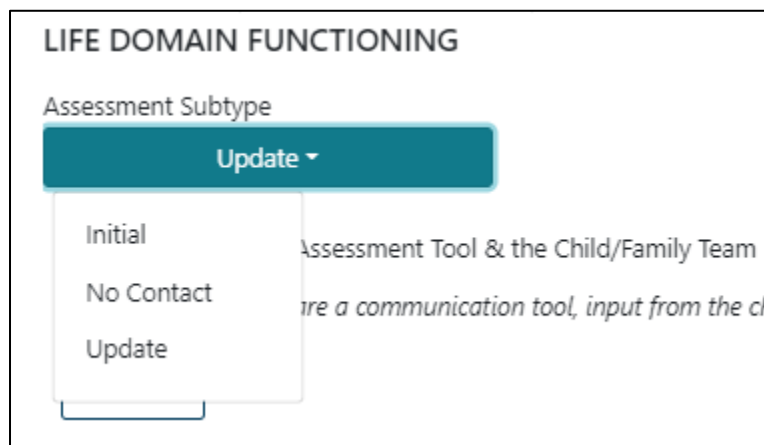 LIFE DOMAIN FUNCTIONING
Assessment Subtype
Update
Initial
Assessment Tool & the Child/Family Team
No Contact
are a communication tool, input from the
Update